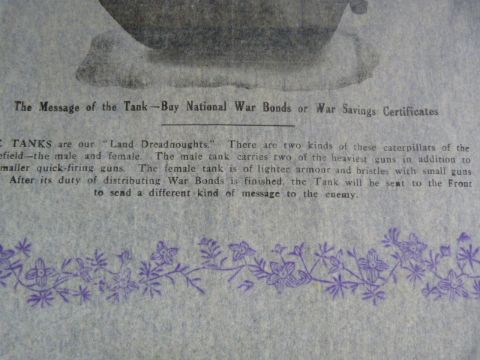 The Message of the Tank—Buy National War Bonds or War Savings Certificates
TANKS are our "Land Dreadnoughts." There are two kinds of these caterpillars of the
efield—the male and female. The male tank carries two of the heaviest guns in addition to
maller quick-firing guns. The female tank is of lighter armour and bristles with small guns
After its duty of distributing War Bonds is finished, the Tank will be sent to the Front
to send a different kind of message to the enemy.